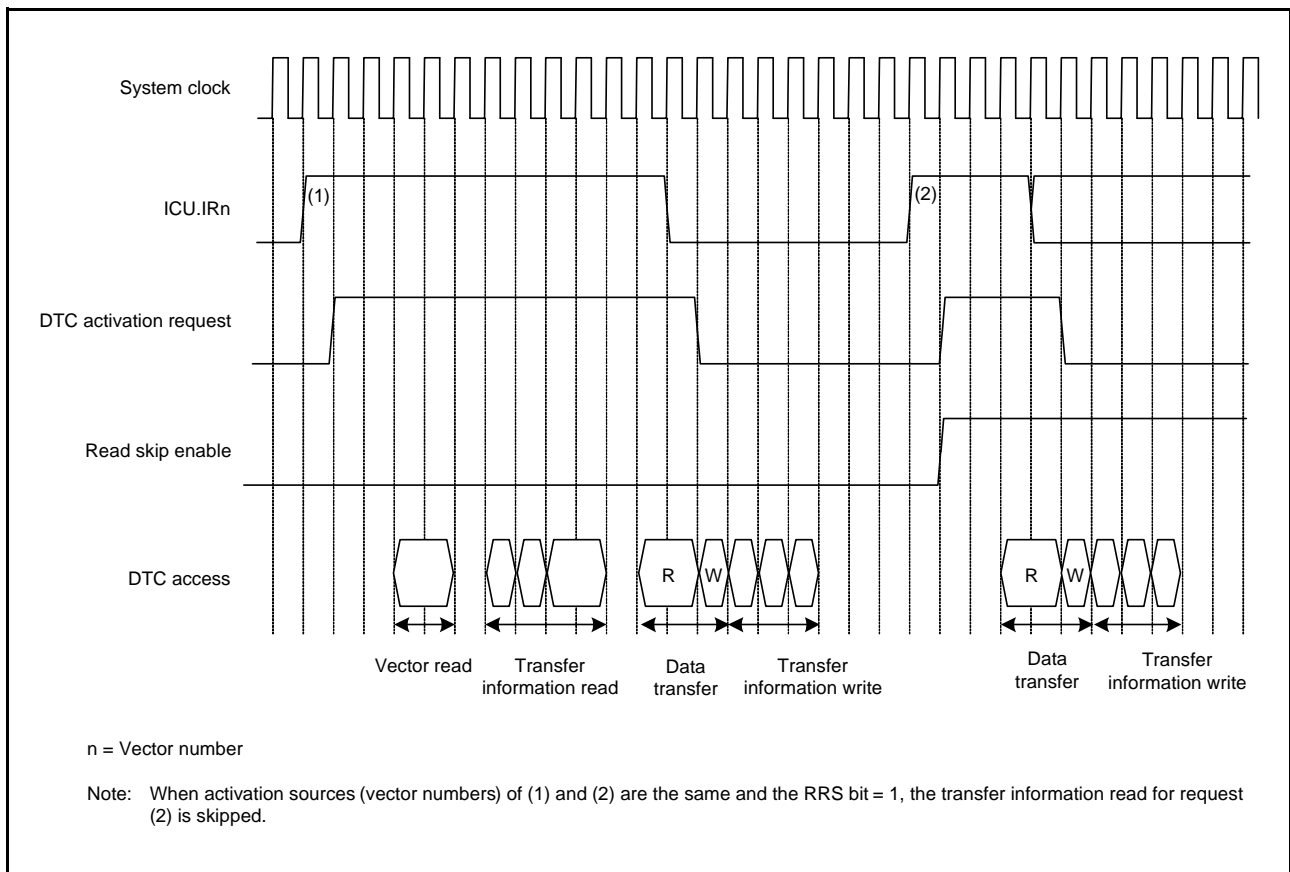 System clock
ICU.IRn
(1)
(2)
DTC activation request
Read skip enable
DTC access
R
W
R
W
Vector read
Transfer
information read
Data
transfer
Transfer
information write
Data
transfer
Transfer
information write
n = Vector number
Note: When activation sources (vector numbers) of (1) and (2) are the same and the RRS bit = 1, the transfer information read for request
(2) is skipped.